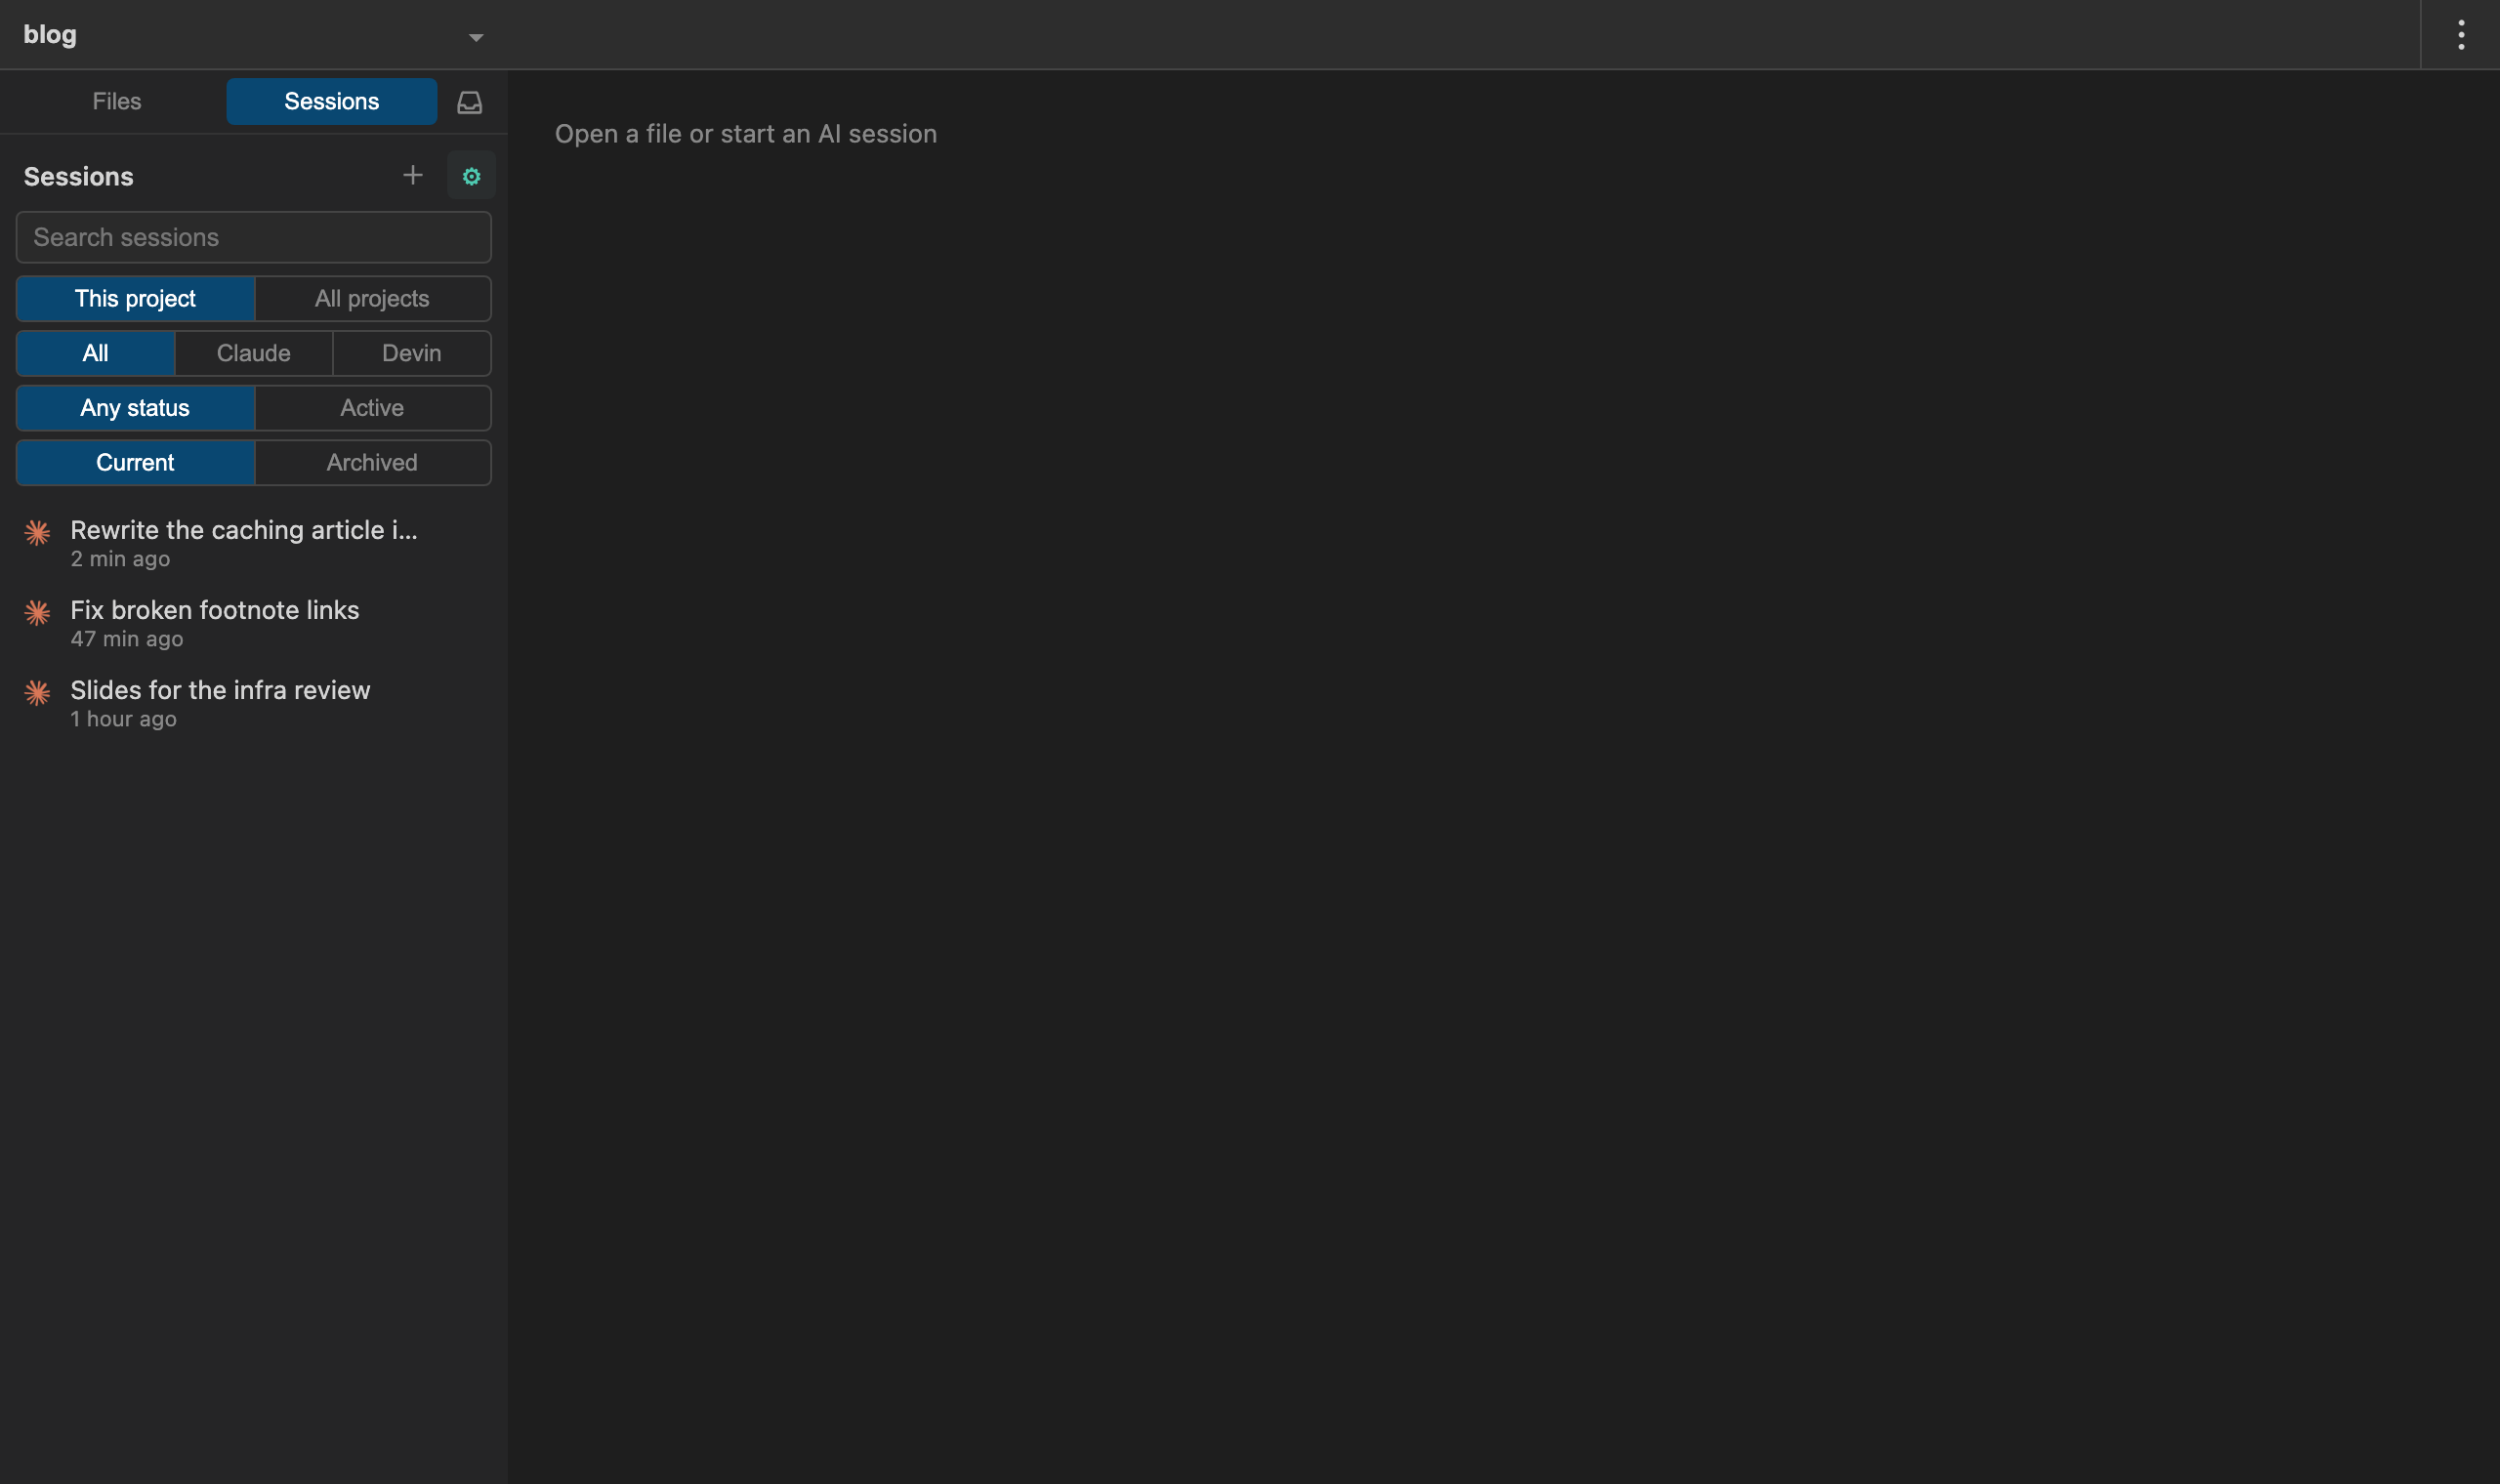 blog
Files Sessions
Open a file or start an AI session
Sessions
Search sessions
This project All projects
All Claude Devin
Any status Active
Current Archived
Rewrite the caching article i...
2 min ago
Fix broken footnote links
47 min ago
Slides for the infra review
1 hour ago